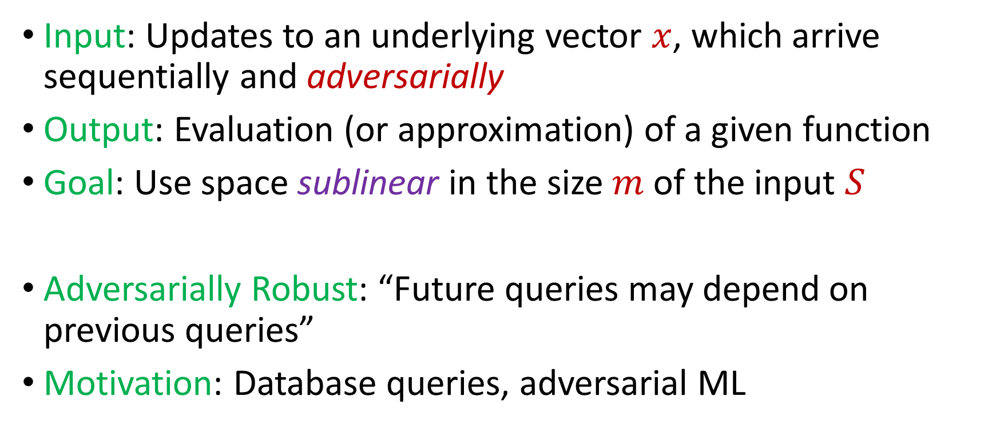 • Input: Updates to an underlying vector x, which arrive
sequentially and adversarially
• Output: Evaluation (or approximation) of a given function
• Goal: Use space sublinear in the size m of the input S
• Adversarially Robust: “Future queries may depend on
previous queries”
• Motivation: Database queries, adversarial ML